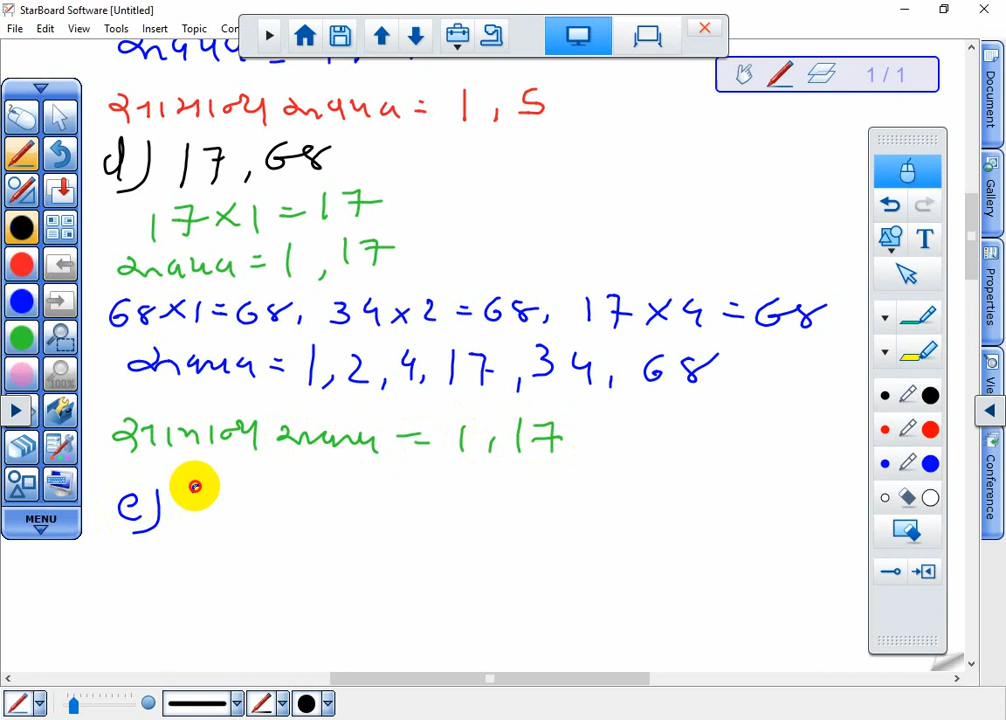 StarBoard Software [Untitled]
File Edit View Tools Insert Topic
1 / 1
સામાન્ય અવયવ = 1, 5
d) 17, 68
17 × 1 = 17
અવયવ = 1, 17
68×1=68, 34×2=68, 17×4=68
અવયવ = 1, 2, 4, 17, 34, 68
સામાન્ય અવયવ = 1, 17
e)
100%
MENU
T
Document
Gallery
Properties
Conference